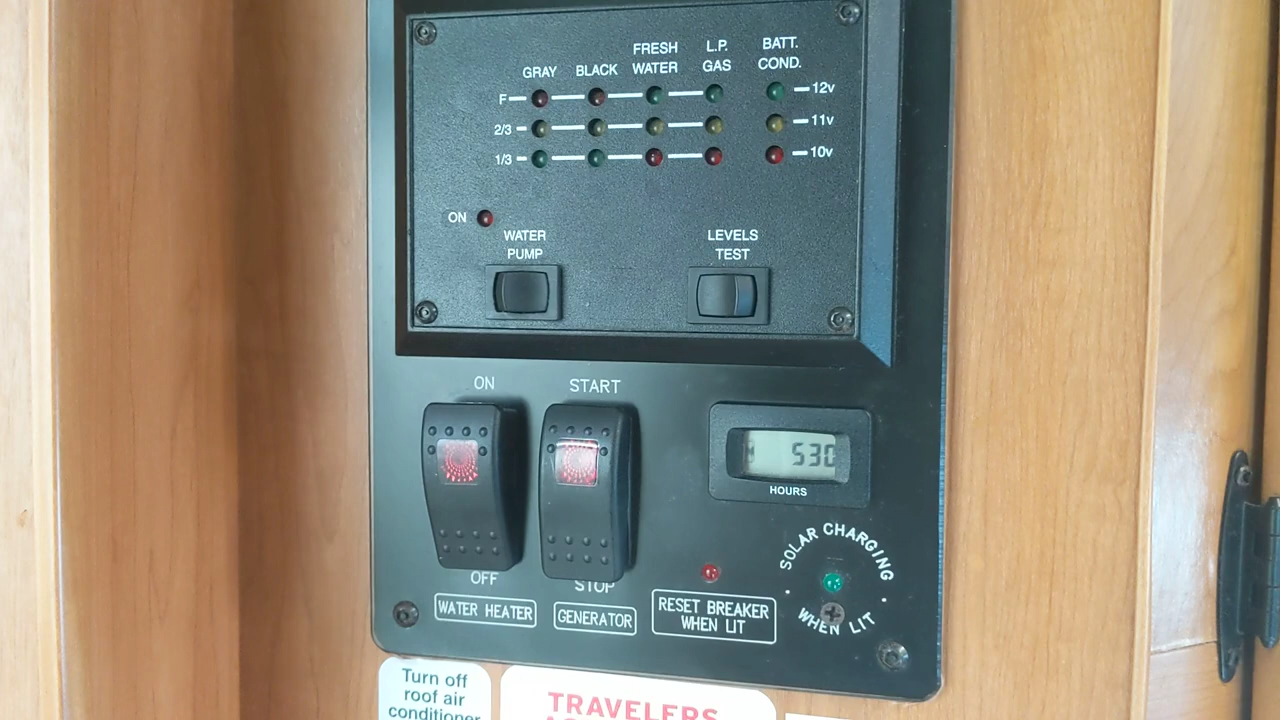 FRESH L.P. BATT.
GRAY BLACK WATER GAS COND.
F 12v
2/3 11v
1/3 10v
ON
WATER
PUMP
LEVELS
TEST
ON START
530
HOURS
SOLAR CHARGING
WHEN LIT
OFF STOP
WATER HEATER GENERATOR
RESET BREAKER
WHEN LIT
Turn off
roof air
conditioner
TRAVELERS